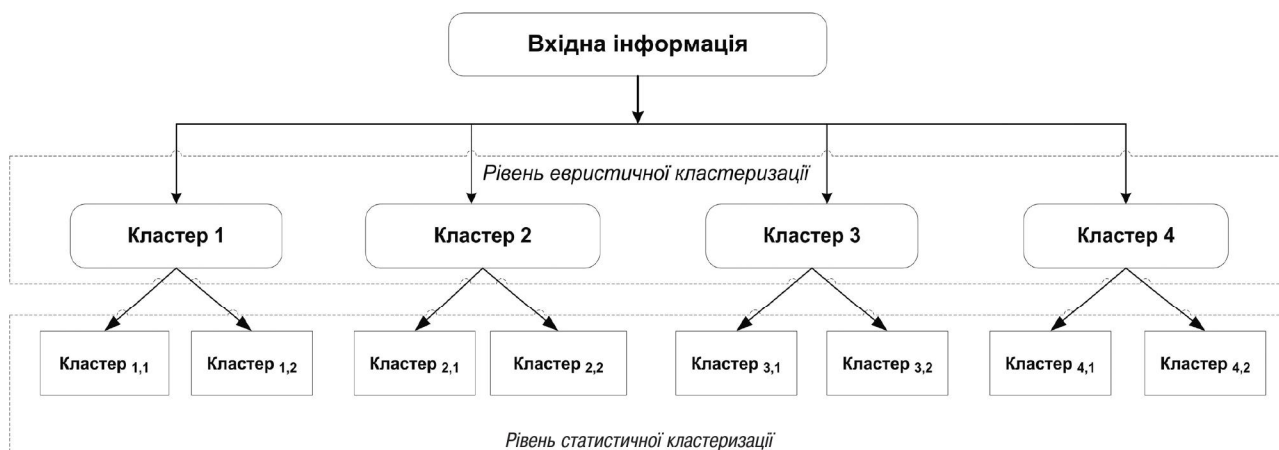 Вхідна інформація
Рівень евристичної кластеризації
Кластер 1
Кластер 2
Кластер 3
Кластер 4
Кластер 1,1
Кластер 1,2
Кластер 2,1
Кластер 2,2
Кластер 3,1
Кластер 3,2
Кластер 4,1
Кластер 4,2
Рівень статистичної кластеризації